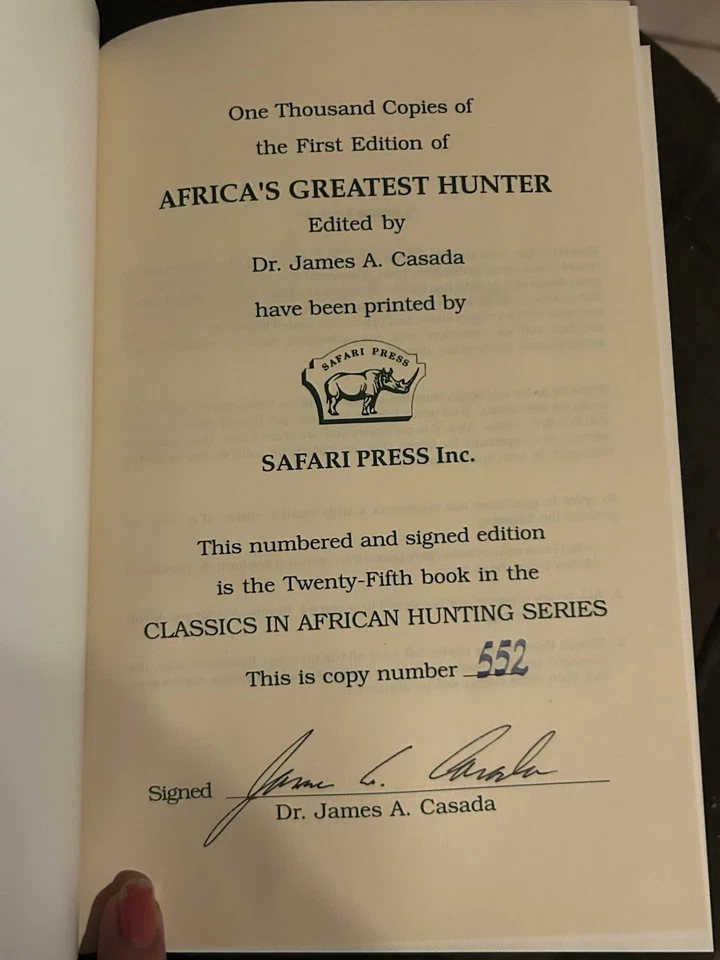 One Thousand Copies of
the First Edition of
AFRICA'S GREATEST HUNTER
Edited by
Dr. James A. Casada
have been printed by
SAFARI PRESS
SAFARI PRESS Inc.
This numbered and signed edition
is the Twenty-Fifth book in the
CLASSICS IN AFRICAN HUNTING SERIES
This is copy number 552
Signed James A. Casada
Dr. James A. Casada